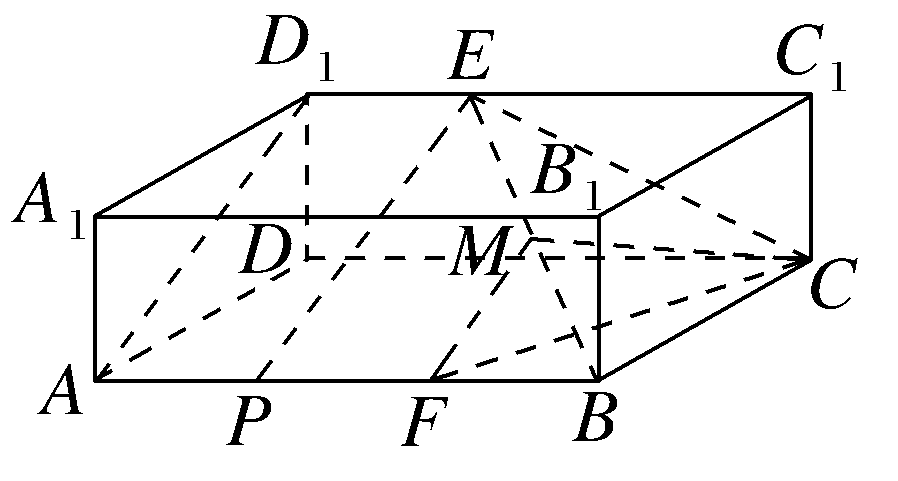 D₁ E C₁
A₁ B₁
D M C
A P F B